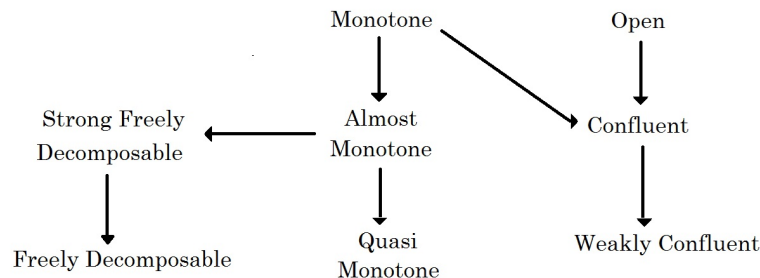 Monotone
Open
Strong Freely
Decomposable
Almost
Monotone
Confluent
Freely Decomposable
Quasi
Monotone
Weakly Confluent